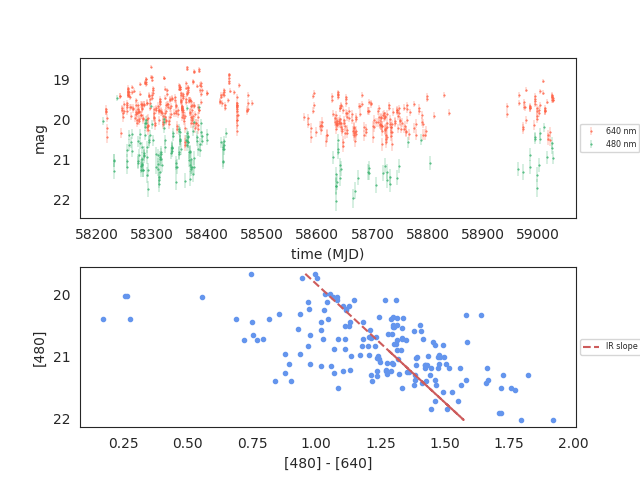 19
20
21
22
mag
58200 58300 58400 58500 58600 58700 58800 58900 59000
time (MJD)
640 nm
480 nm
20
21
22
[480]
0.25 0.50 0.75 1.00 1.25 1.50 1.75 2.00
[480] - [640]
IR slope